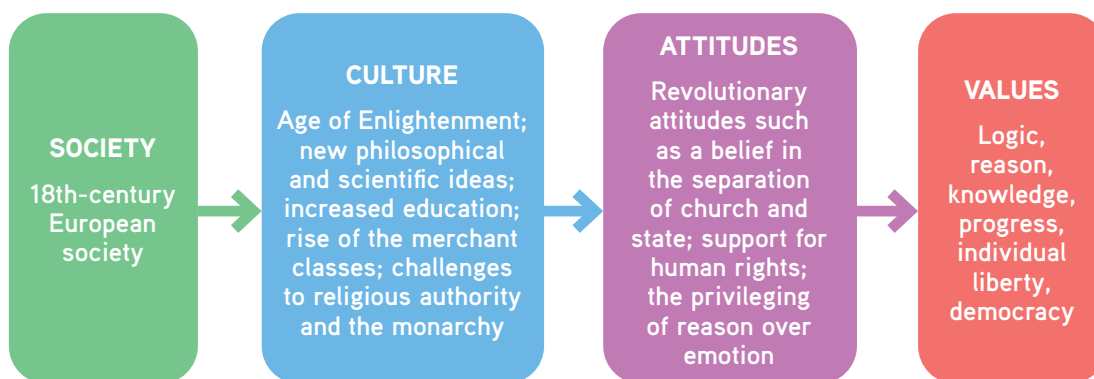 SOCIETY
18th-century
European
society
CULTURE
Age of Enlightenment;
new philosophical
and scientific ideas;
increased education;
rise of the merchant
classes; challenges
to religious authority
and the monarchy
ATTITUDES
Revolutionary
attitudes such
as a belief in
the separation
of church and
state; support for
human rights;
the privileging
of reason over
emotion
VALUES
Logic,
reason,
knowledge,
progress,
individual
liberty,
democracy